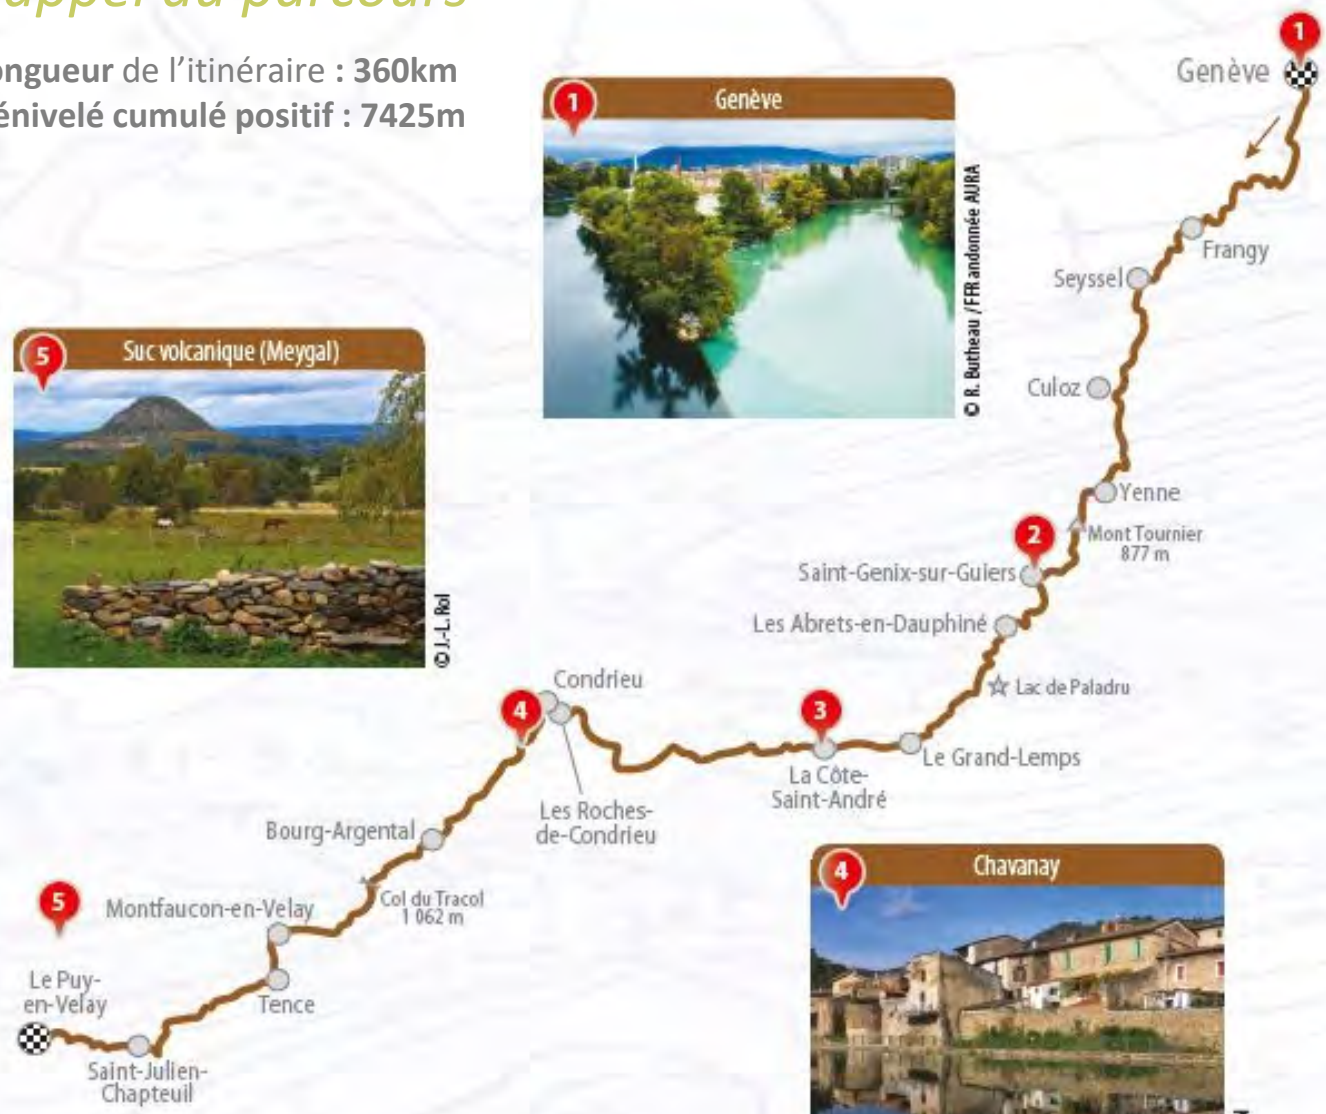 appel du parcours
ongueur de l'itinéraire : 360km
énivelé cumulé positif : 7425m
1
Genève
1
Genève
© R. Butheau / FFRandonnée AURA
Frangy
Seyssel
5
Suc volcanique (Meygal)
© J.-L. Rol
Culoz
Yenne
Mont Tournier
877 m
2
Saint-Genix-sur-Guiers
Les Abrets-en-Dauphiné
Lac de Paladru
Condrieu
4
3
Le Grand-Lemps
La Côte-
Saint-André
Les Roches-
de-Condrieu
Bourg-Argental
Col du Tracol
1 062 m
4
Chavanay
5
Montfaucon-en-Velay
Le Puy-
en-Velay
Tence
Saint-Julien-
Chapteuil